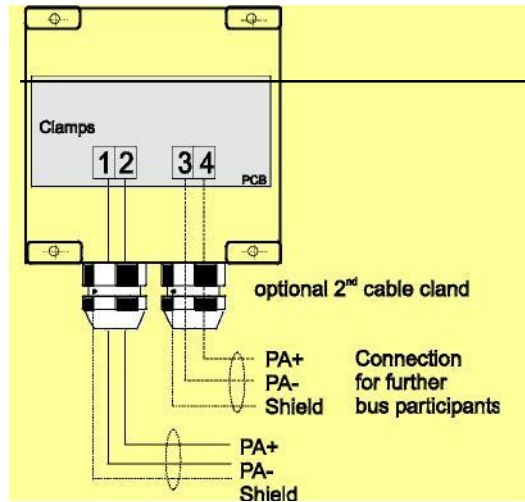 Clamps
1 2 3 4
PCB
optional 2nd cable cland
PA+ Connection
PA- for further
Shield bus participants
PA+
PA-
Shield